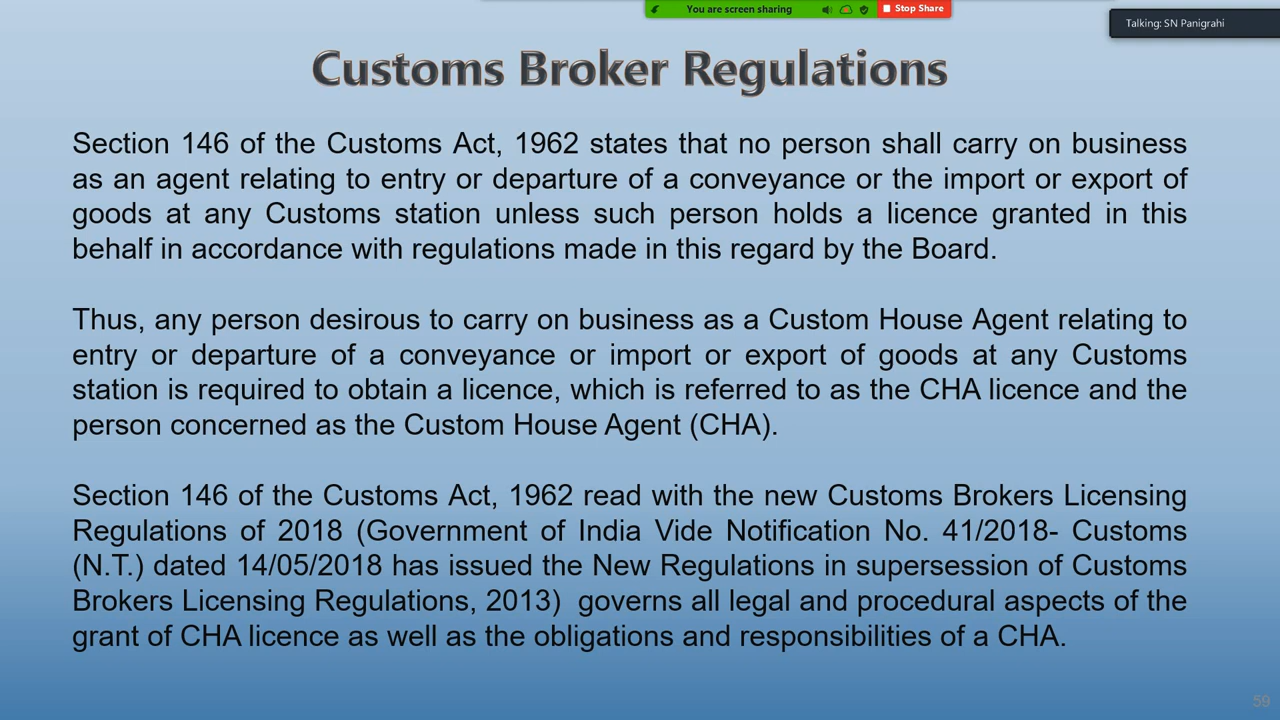 You are screen sharing
Stop Share
Talking: SN Panigrahi
Customs Broker Regulations
Section 146 of the Customs Act, 1962 states that no person shall carry on business
as an agent relating to entry or departure of a conveyance or the import or export of
goods at any Customs station unless such person holds a licence granted in this
behalf in accordance with regulations made in this regard by the Board.
Thus, any person desirous to carry on business as a Custom House Agent relating to
entry or departure of a conveyance or import or export of goods at any Customs
station is required to obtain a licence, which is referred to as the CHA licence and the
person concerned as the Custom House Agent (CHA).
Section 146 of the Customs Act, 1962 read with the new Customs Brokers Licensing
Regulations of 2018 (Government of India Vide Notification No. 41/2018- Customs
(N.T.) dated 14/05/2018 has issued the New Regulations in supersession of Customs
Brokers Licensing Regulations, 2013) governs all legal and procedural aspects of the
grant of CHA licence as well as the obligations and responsibilities of a CHA.
59